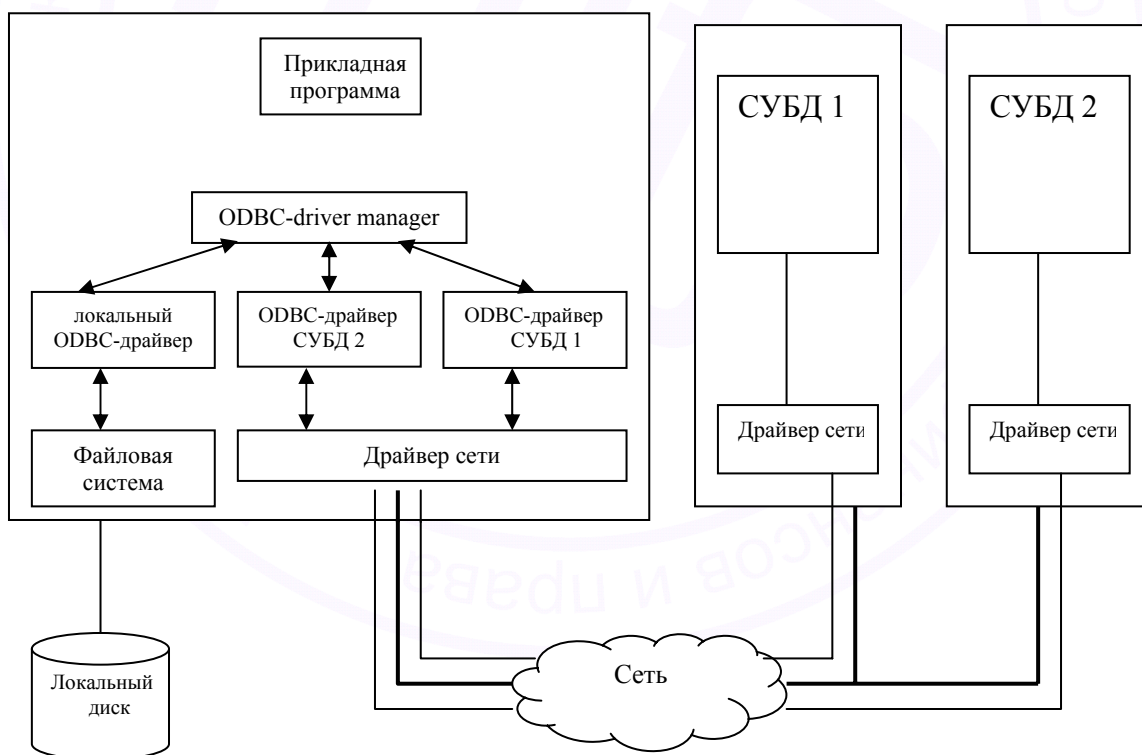 Прикладная
программа
СУБД 1
СУБД 2
ODBC-driver manager
локальный
ODBC-драйвер
ODBC-драйвер
СУБД 2
ODBC-драйвер
СУБД 1
Файловая
система
Драйвер сети
Драйвер сети
Драйвер сети
Локальный
диск
Сеть
и права